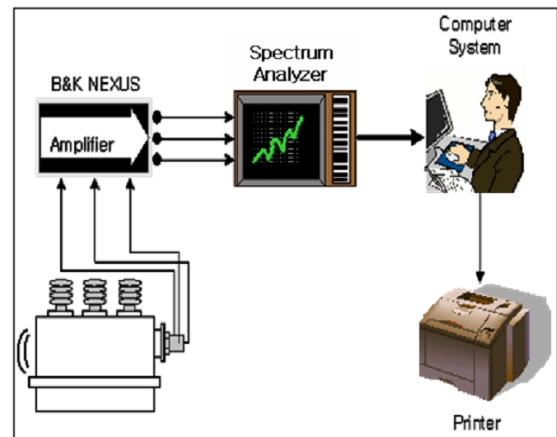 Computer
System
Spectrum
Analyzer
B&K NEXUS
Amplifier
Printer